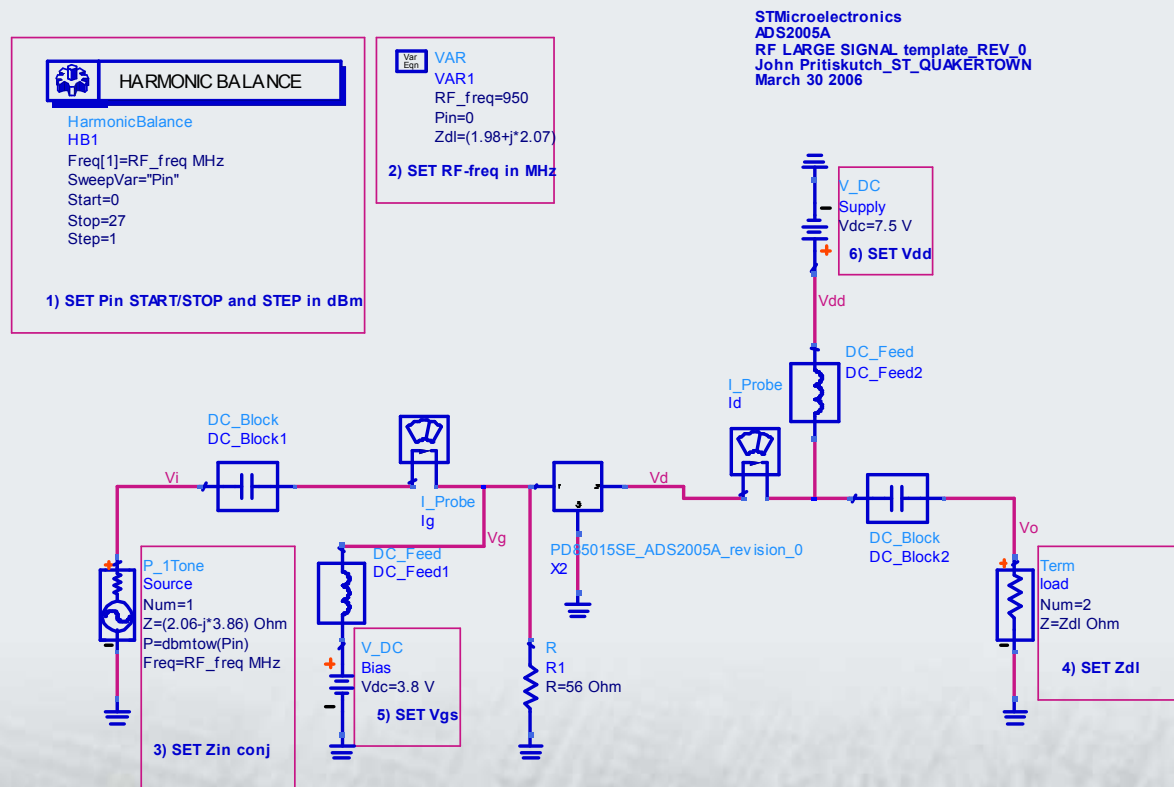 STMicroelectronics
ADS2005A
RF LARGE SIGNAL template_REV_0
John Pritiskutch_ST_QUAKERTOWN
March 30 2006
HARMONIC BALANCE
HarmonicBalance
HB1
Freq[1]=RF_freq MHz
SweepVar="Pin"
Start=0
Stop=27
Step=1
1) SET Pin START/STOP and STEP in dBm
Var
Eqn
VAR
VAR1
RF_freq=950
Pin=0
Zdl=(1.98+j*2.07)
2) SET RF-freq in MHz
V_DC
Supply
Vdc=7.5 V
6) SET Vdd
Vdd
DC_Feed
DC_Feed2
I_Probe
Id
DC_Block
DC_Block1
Vi
I_Probe
Ig
Vg
DC_Feed
DC_Feed1
PD85015SE_ADS2005A_revision_0
X2
Vd
DC_Block
DC_Block2
Vo
P_1Tone
Source
Num=1
Z=(2.06-j*3.86) Ohm
P=dbmtow(Pin)
Freq=RF_freq MHz
3) SET Zin conj
V_DC
Bias
Vdc=3.8 V
5) SET Vgs
R
R1
R=56 Ohm
Term
load
Num=2
Z=Zdl Ohm
4) SET Zdl